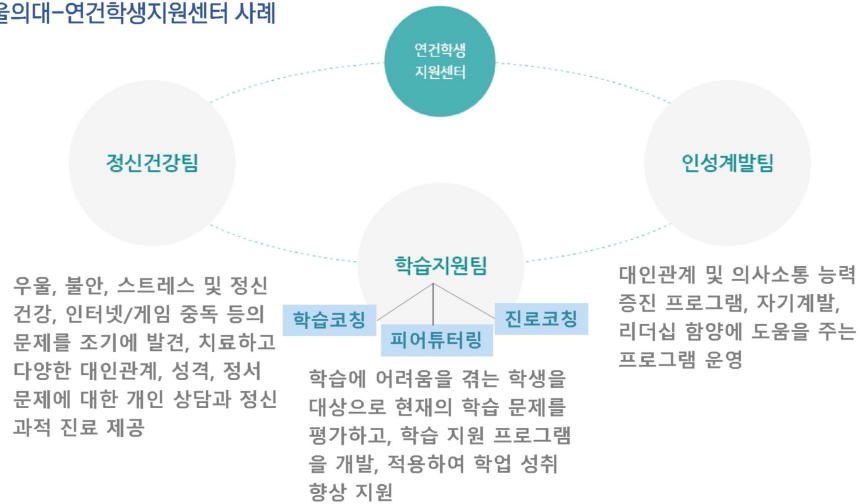 울의대-연건학생지원센터 사례
연건학생
지원센터
정신건강팀
인성계발팀
학습지원팀
학습코칭
피어튜터링
진로코칭
우울, 불안, 스트레스 및 정신
건강, 인터넷/게임 중독 등의
문제를 조기에 발견, 치료하고
다양한 대인관계, 성격, 정서
문제에 대한 개인 상담과 정신
과적 진료 제공
학습에 어려움을 겪는 학생을
대상으로 현재의 학습 문제를
평가하고, 학습 지원 프로그램
을 개발, 적용하여 학업 성취
향상 지원
대인관계 및 의사소통 능력
증진 프로그램, 자기계발,
리더십 함양에 도움을 주는
프로그램 운영